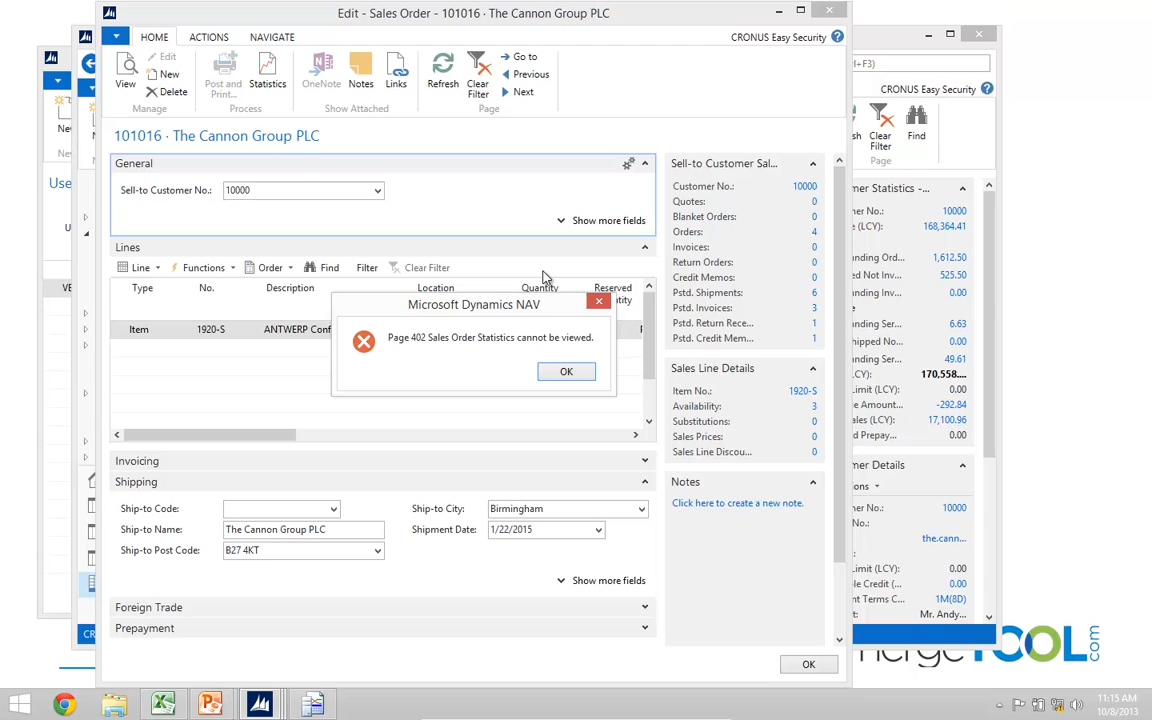 Edit - Sales Order - 101016 · The Cannon Group PLC
HOME ACTIONS NAVIGATE
CRONUS Easy Security
View
Edit
New
Delete
Manage
Post and Print...
Statistics
Process
OneNote
Notes
Links
Show Attached
Refresh
Clear Filter
Go to
Previous
Next
Page
101016 · The Cannon Group PLC
General
Sell-to Customer No.: 10000
Show more fields
Lines
Line Functions Order Find Filter Clear Filter
Type No. Description Location Quantity Reserved
Item 1920-S ANTWERP Conf
Microsoft Dynamics NAV
Page 402 Sales Order Statistics cannot be viewed.
OK
Invoicing
Shipping
Ship-to Code:
Ship-to City: Birmingham
Ship-to Name: The Cannon Group PLC
Shipment Date: 1/22/2015
Ship-to Post Code: B27 4KT
Show more fields
Foreign Trade
Prepayment
Sell-to Customer Sal...
Customer No.: 10000
Quotes: 0
Blanket Orders: 0
Orders: 4
Invoices: 0
Return Orders: 0
Credit Memos: 0
Pstd. Shipments: 6
Pstd. Invoices: 3
Pstd. Return Rece... 1
Pstd. Credit Mem... 1
Sales Line Details
Item No.: 1920-S
Availability: 3
Substitutions: 0
Sales Prices: 0
Sales Line Discou... 0
Notes
Click here to create a new note.
OK
CRONUS Easy Security
Clear Filter
Find
Page
10000
168,364.41
1,612.50
525.50
6.63
0.00
49.61
170,558....
0.00
-292.84
17,100.96
0.00
10000
the.cann...
0.00
0.00
1M(8D)
Mr. Andy...
11:15 AM
10/8/2013